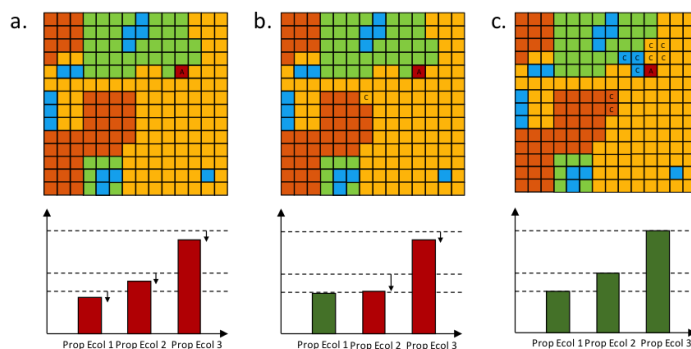 a. b. c.
C C
C C C C
A A C A
C C
C
Prop Ecol 1 Prop Ecol 2 Prop Ecol 3 Prop Ecol 1 Prop Ecol 2 Prop Ecol 3 Prop Ecol 1 Prop Ecol 2 Prop Ecol 3